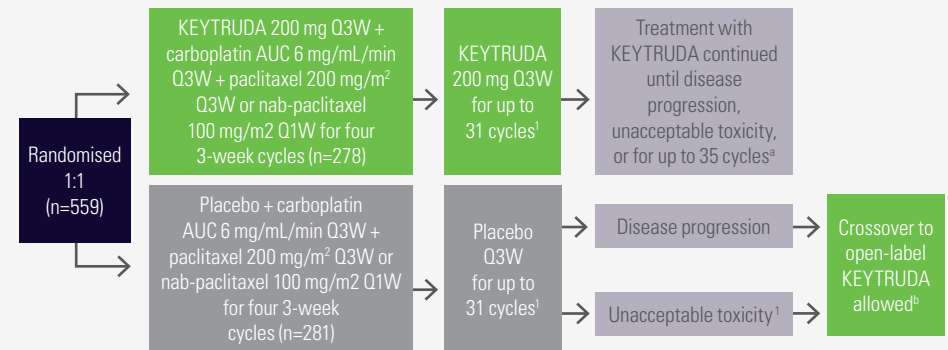 Randomised
1:1
(n=559)
KEYTRUDA 200 mg Q3W +
carboplatin AUC 6 mg/mL/min
Q3W + paclitaxel 200 mg/m²
Q3W or nab-paclitaxel
100 mg/m2 Q1W for four
3-week cycles (n=278)
KEYTRUDA
200 mg Q3W
for up to
31 cycles¹
Treatment with
KEYTRUDA continued
until disease
progression,
unacceptable toxicity,
or for up to 35 cyclesᵃ
Placebo + carboplatin
AUC 6 mg/mL/min Q3W +
paclitaxel 200 mg/m² Q3W or
nab-paclitaxel 100 mg/m2 Q1W
for four 3-week
cycles (n=281)
Placebo
Q3W
for up to
31 cycles¹
Disease progression
Unacceptable toxicity¹
Crossover to
open-label
KEYTRUDA
allowedᵇ